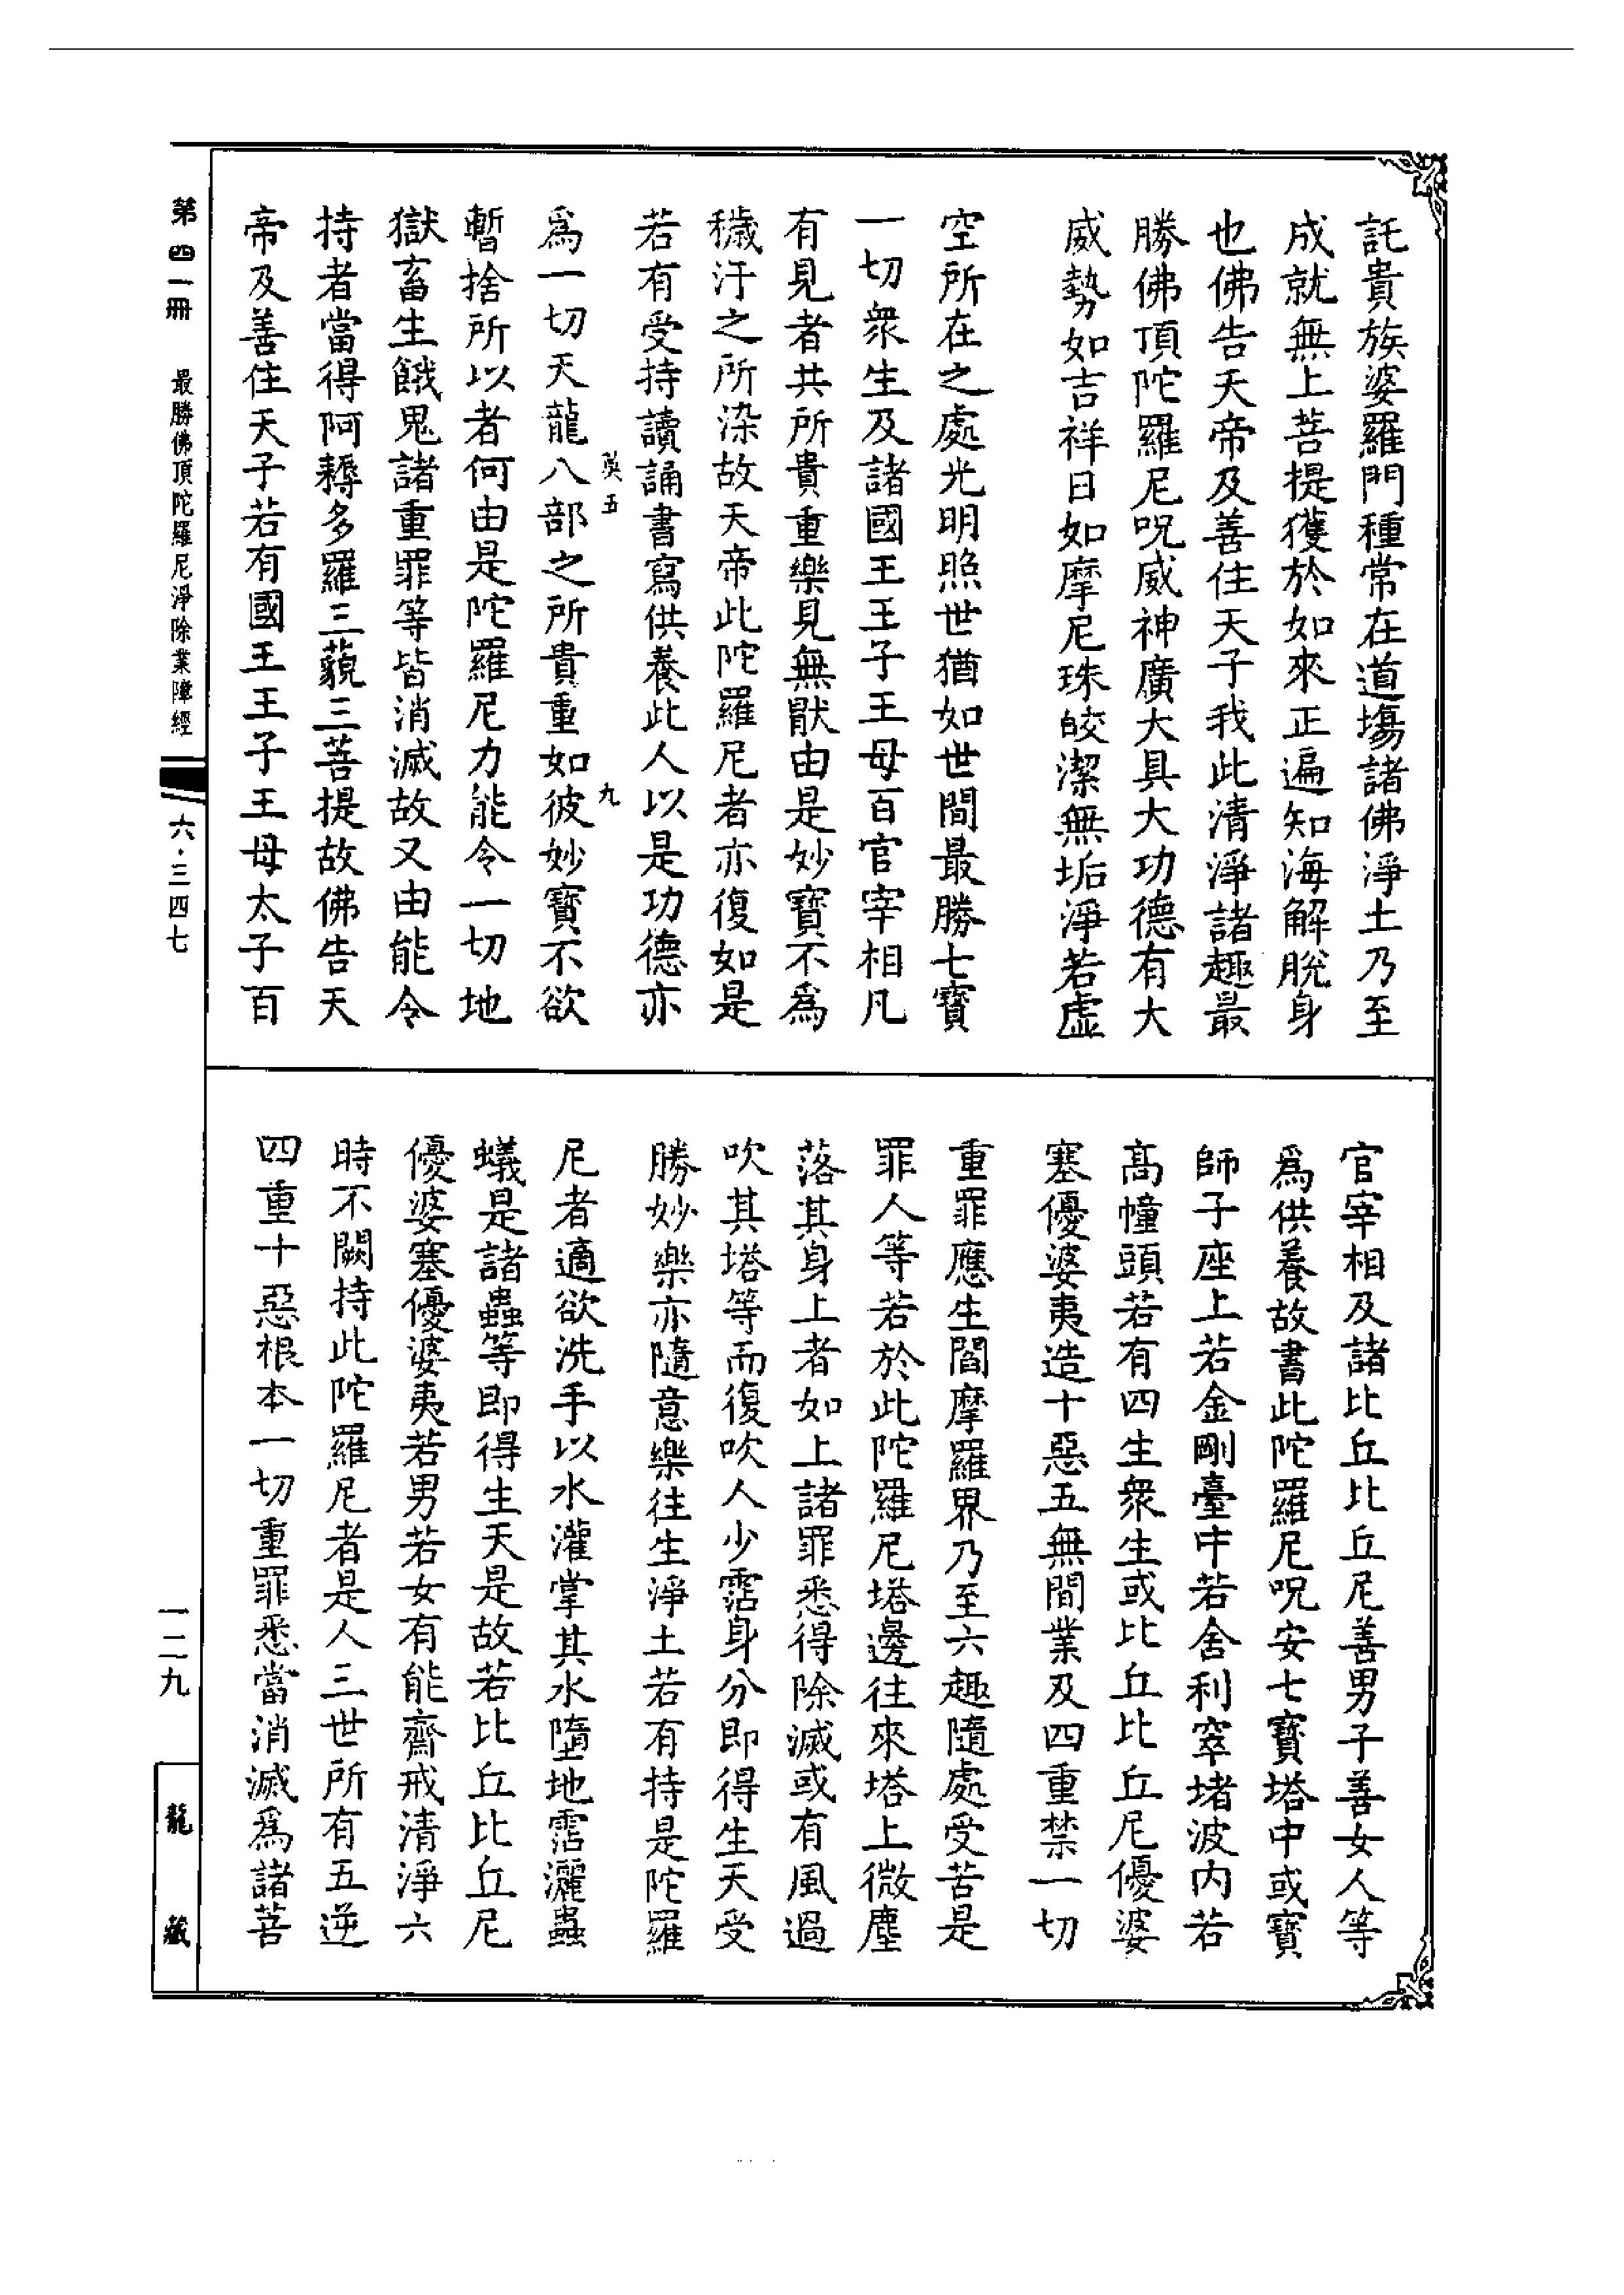 託貴族婆羅門種常在道場諸佛淨土乃至
成就無上菩提獲於如來正遍知海解脫身
也佛告天帝及善住天子我此清淨諸趣最
勝佛頂陀羅尼呪威神廣大具大功德有大
威勢如吉祥日如摩尼珠皎潔無垢淨若虛
空所在之處光明照世猶如世間最勝七寶
一切衆生及諸國王王子王母百官宰相凡
有見者共所貴重樂見無猒由是妙寶不爲
穢汙之所染故天帝此陀羅尼者亦復如是
若有受持讀誦書寫供養此人以是功德亦
爲一切天龍八部之所貴重如彼妙寶不欲
暫捨所以者何由是陀羅尼力能令一切地
獄畜生餓鬼諸重罪等皆消滅故又由能令
持者當得阿耨多羅三藐三菩提故佛告天
帝及善住天子若有國王王子王母太子百
官宰相及諸比丘比丘尼善男子善女人等
爲供養故書此陀羅尼呪安七寶塔中或寶
師子座上若金剛臺中若舍利窣堵波内若
高幢頭若有四生衆生或比丘比丘尼優婆
塞優婆夷造十惡五無間業及四重禁一切
重罪應生閻摩羅界乃至六趣隨處受苦是
罪人等若於此陀羅尼塔邊往來塔上微塵
落其身上者如上諸罪悉得除滅或有風過
吹其塔等而復吹人少霑身分即得生天受
勝妙樂亦隨意樂往生淨土若有持是陀羅
尼者適欲洗手以水灌掌其水墮地霑灑蟲
蟻是諸蟲等即得生天是故若比丘比丘尼
優婆塞優婆夷若男若女有能齋戒清淨六
時不闕持此陀羅尼者是人三世所有五逆
四重十惡根本一切重罪悉當消滅爲諸菩
英五
九
第四一冊 最勝佛頂陀羅尼淨除業障經
六·三四七
一二九
龍藏